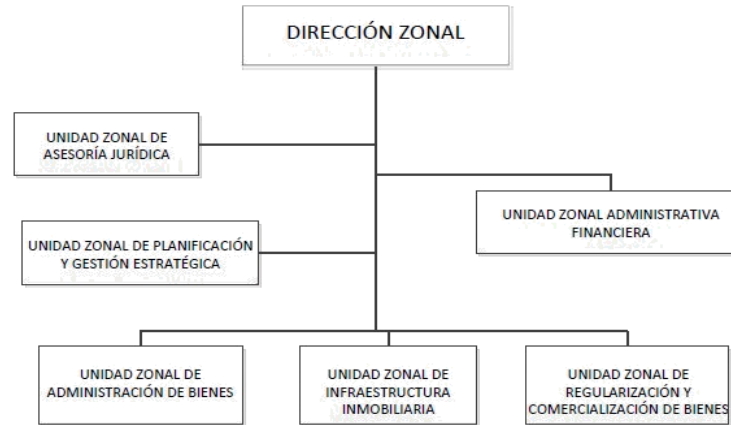 DIRECCIÓN ZONAL
UNIDAD ZONAL DE
ASESORÍA JURÍDICA
UNIDAD ZONAL ADMINISTRATIVA
FINANCIERA
UNIDAD ZONAL DE PLANIFICACIÓN
Y GESTIÓN ESTRATÉGICA
UNIDAD ZONAL DE
ADMINISTRACIÓN DE BIENES
UNIDAD ZONAL DE
INFRAESTRUCTURA
INMOBILIARIA
UNIDAD ZONAL DE
REGULARIZACIÓN Y
COMERCIALIZACIÓN DE BIENES